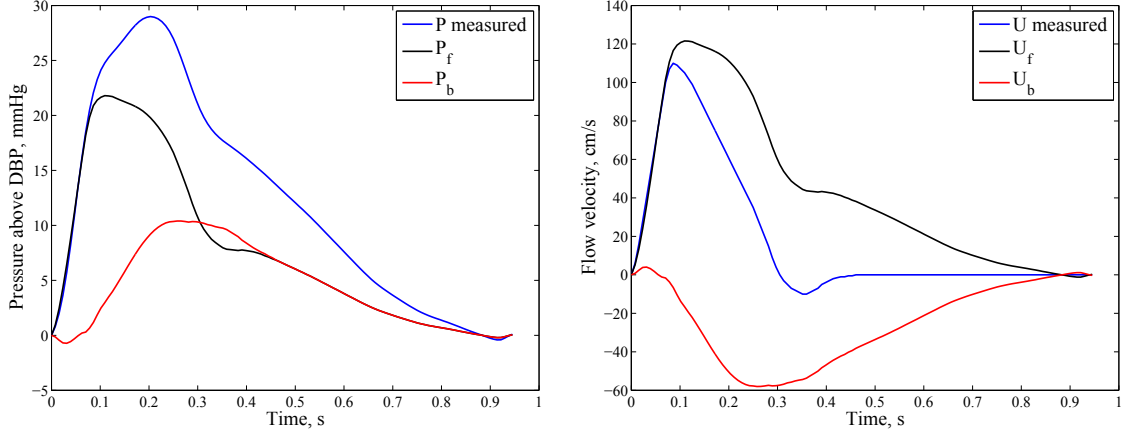 30
25
20
15
10
5
0
−5
Pressure above DBP, mmHg
P measured
P_f
P_b
0 0.1 0.2 0.3 0.4 0.5 0.6 0.7 0.8 0.9 1
Time, s
140
120
100
80
60
40
20
0
−20
−40
−60
Flow velocity, cm/s
U measured
U_f
U_b
0 0.1 0.2 0.3 0.4 0.5 0.6 0.7 0.8 0.9 1
Time, s